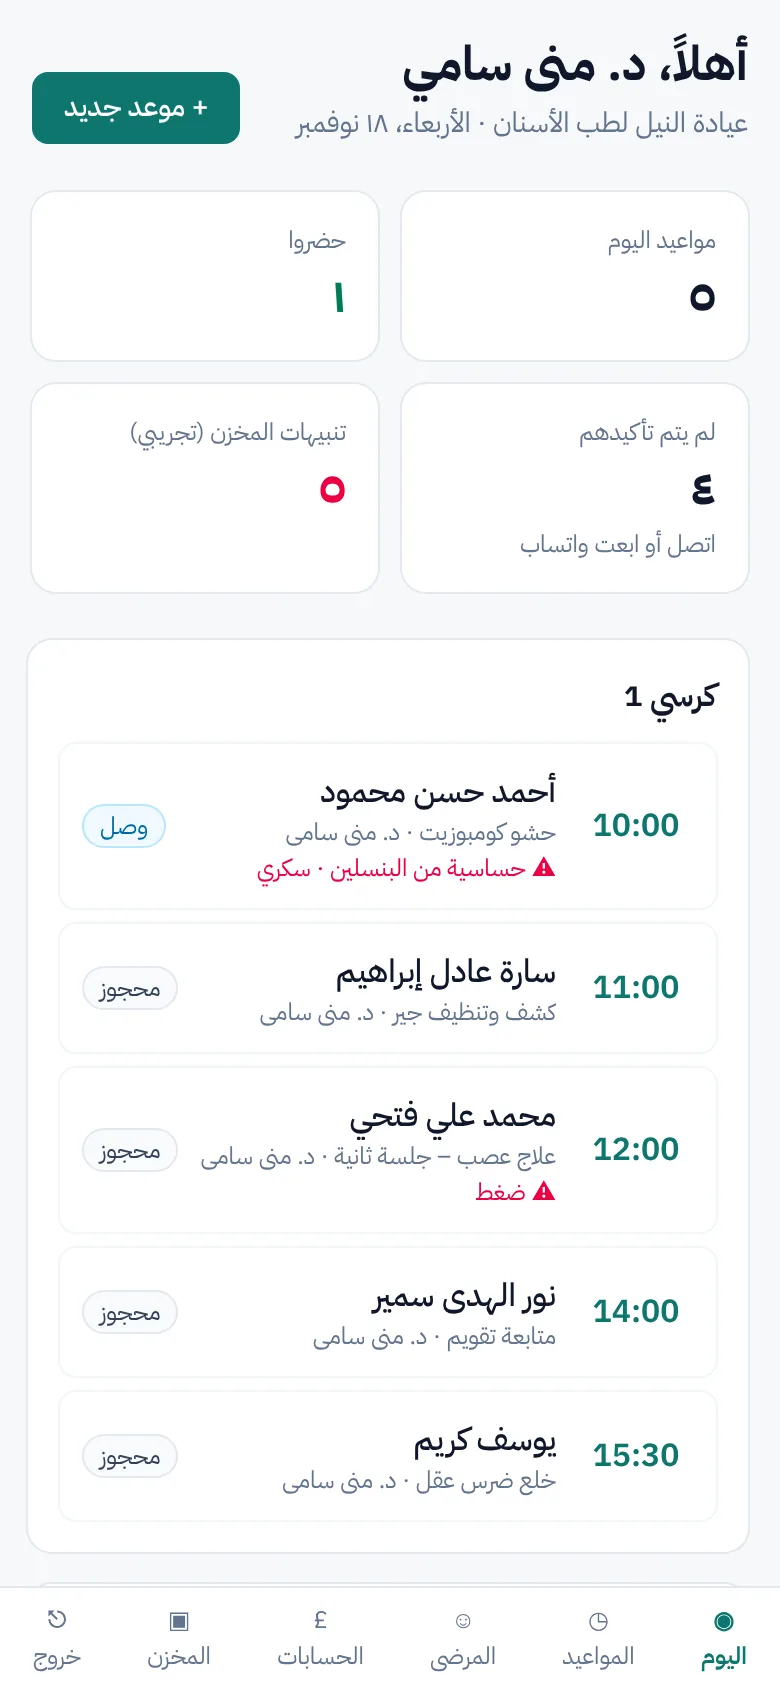 أهلاً، د. منى سامي
عيادة النيل لطب الأسنان · الأربعاء، ١٨ نوفمبر
+ موعد جديد
مواعيد اليوم
٥
حضروا
١
لم يتم تأكيدهم
٤
اتصل أو ابعت واتساب
تنبيهات المخزن (تجريبي)
٥
كرسي 1
10:00
أحمد حسن محمود
حشو كومبوزيت · د. منى سامى
⚠ حساسية من البنسلين · سكري
وصل
11:00
سارة عادل إبراهيم
كشف وتنظيف جير · د. منى سامى
محجوز
12:00
محمد علي فتحي
علاج عصب – جلسة ثانية · د. منى سامى
⚠ ضغط
محجوز
14:00
نور الهدى سمير
متابعة تقويم · د. منى سامى
محجوز
15:30
يوسف كريم
خلع ضرس عقل · د. منى سامى
محجوز
اليوم
المواعيد
المرضى
£
الحسابات
المخزن
خروج